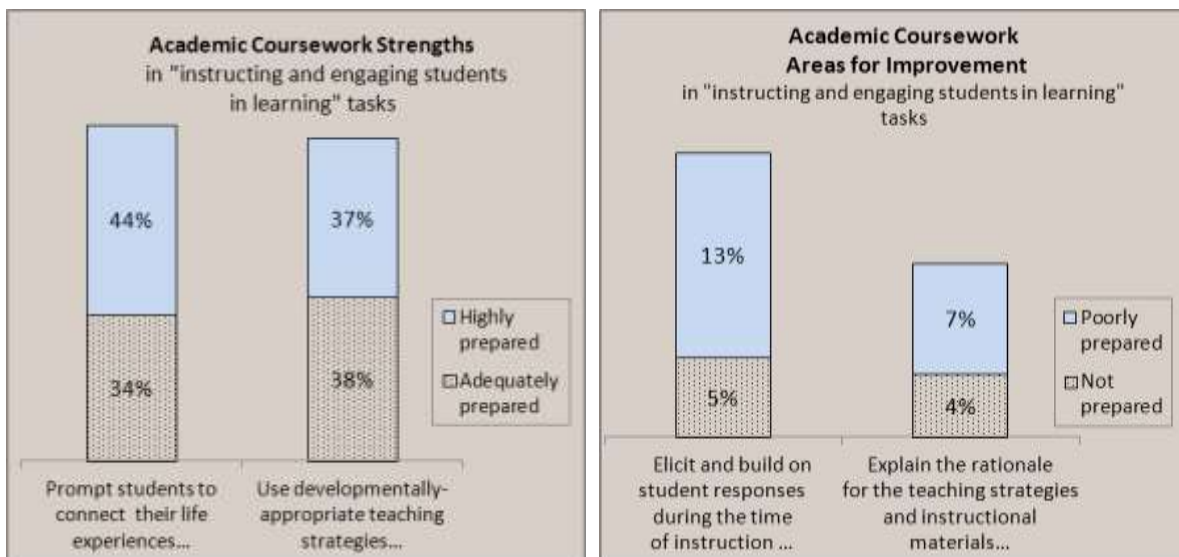 Academic Coursework Strengths
in "instructing and engaging students
in learning" tasks
44%
37%
34%
38%
Highly
prepared
Adequately
prepared
Prompt students to
connect their life
experiences...
Use developmentally-
appropriate teaching
strategies...
Academic Coursework
Areas for Improvement
in "instructing and engaging students in learning"
tasks
13%
7%
5%
4%
Poorly
prepared
Not
prepared
Elicit and build on
student responses
during the time
of instruction ...
Explain the rationale
for the teaching strategies
and instructional
materials...